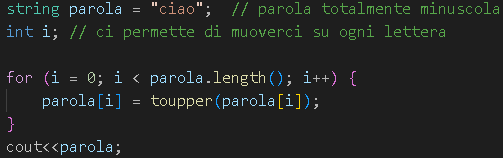 string parola = "ciao";  // parola totalmente minuscola
int i; // ci permette di muoverci su ogni lettera

for (i = 0; i < parola.length(); i++) {
    parola[i] = toupper(parola[i]);
}
cout<<parola;